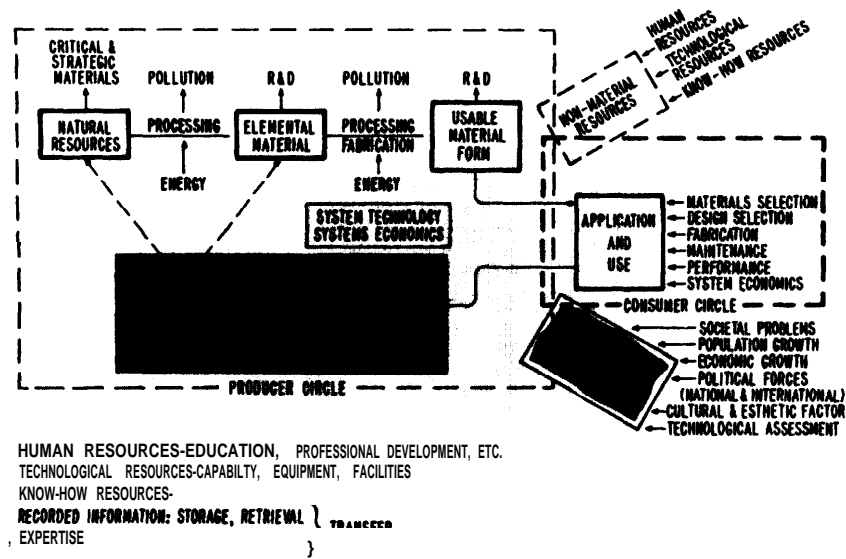 CRITICAL &
STRATEGIC
MATERIALS
POLLUTION
R&D
POLLUTION
R&D
HUMAN
RESOURCES
TECHNOLOGICAL
RESOURCES
KNOW-HOW RESOURCES
NON-MATERIAL
RESOURCES
NATURAL
RESOURCES
PROCESSING
ELEMENTAL
MATERIAL
PROCESSING
FABRICATION
USABLE
MATERIAL
FORM
ENERGY
ENERGY
SYSTEM TECHNOLOGY
SYSTEMS ECONOMICS
APPLICATION
AND
USE
MATERIALS SELECTION
DESIGN SELECTION
FABRICATION
MAINTENANCE
PERFORMANCE
SYSTEM ECONOMICS
CONSUMER CIRCLE
SOCIETAL PROBLEMS
POPULATION GROWTH
ECONOMIC GROWTH
POLITICAL FORCES
(NATIONAL & INTERNATIONAL)
CULTURAL & ESTHETIC FACTOR
TECHNOLOGICAL ASSESSMENT
PRODUCER CIRCLE
HUMAN RESOURCES-EDUCATION, PROFESSIONAL DEVELOPMENT, ETC.
TECHNOLOGICAL RESOURCES-CAPABILTY, EQUIPMENT, FACILITIES
KNOW-HOW RESOURCES-
RECORDED INFORMATION: STORAGE, RETRIEVAL } TRANSFER
, EXPERTISE }